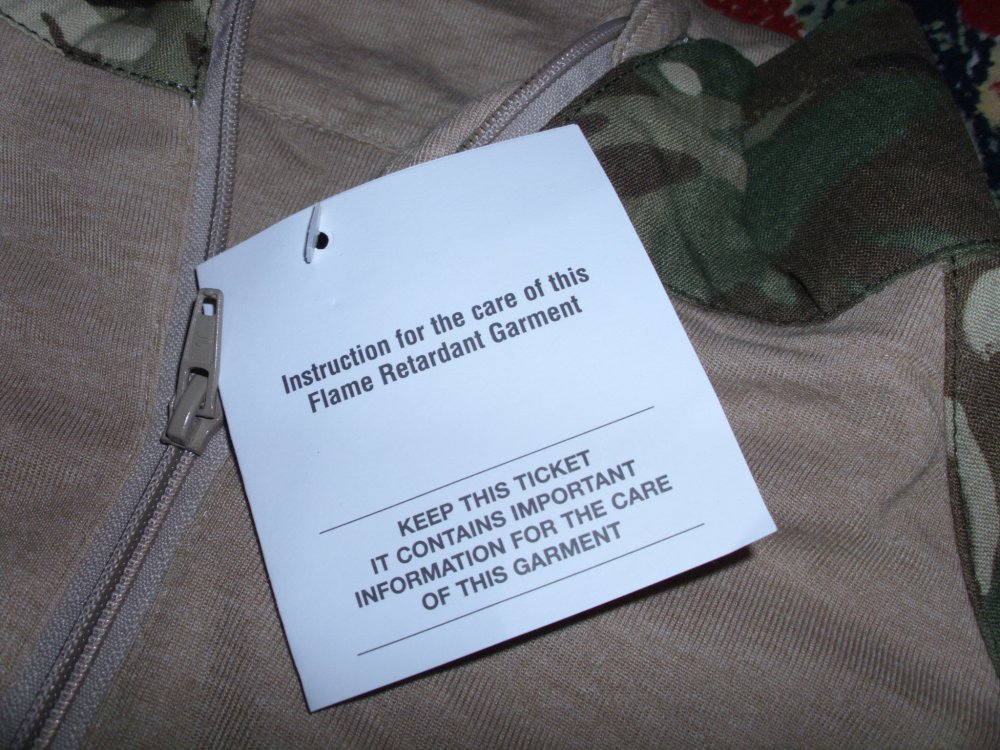 Instruction for the care of this
Flame Retardant Garment
KEEP THIS TICKET
IT CONTAINS IMPORTANT
INFORMATION FOR THE CARE
OF THIS GARMENT